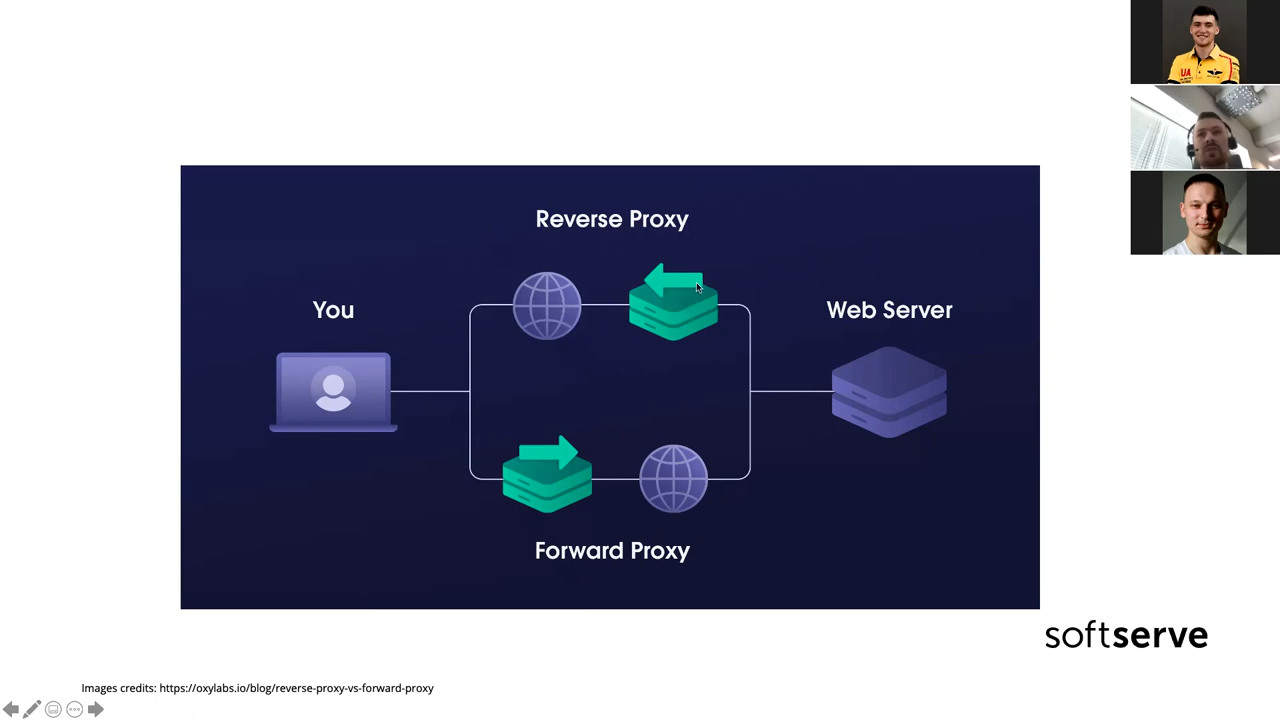 Reverse Proxy
You
Web Server
Forward Proxy
softserve
Images credits: https://oxylabs.io/blog/reverse-proxy-vs-forward-proxy
UA